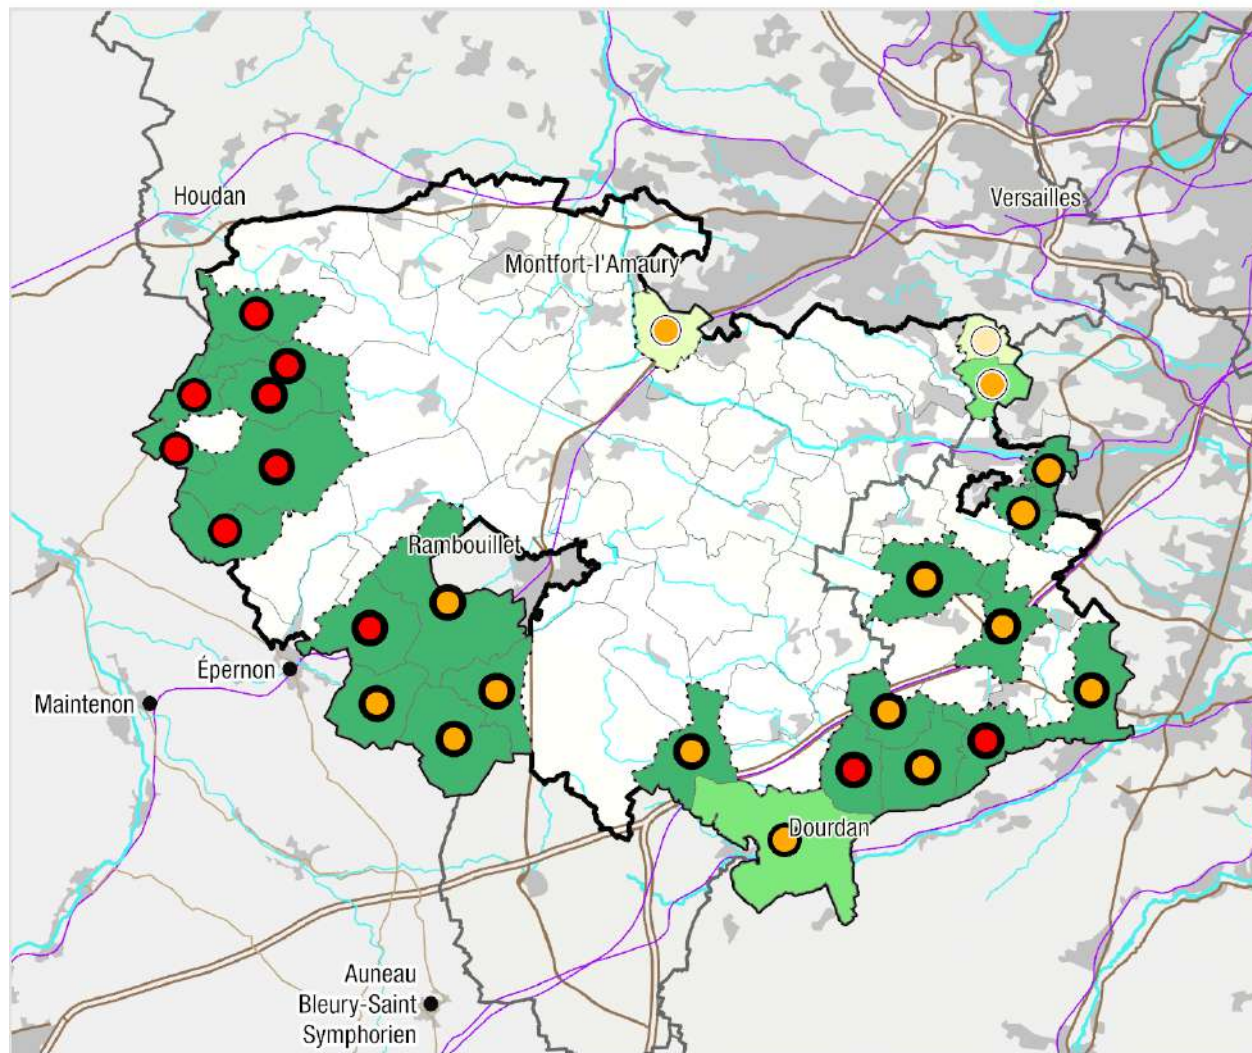 Houdan
Versailles
Montfort-l'Amaury
Rambouillet
Épernon
Maintenon
Dourdan
Auneau
Bleury-Saint
Symphorien